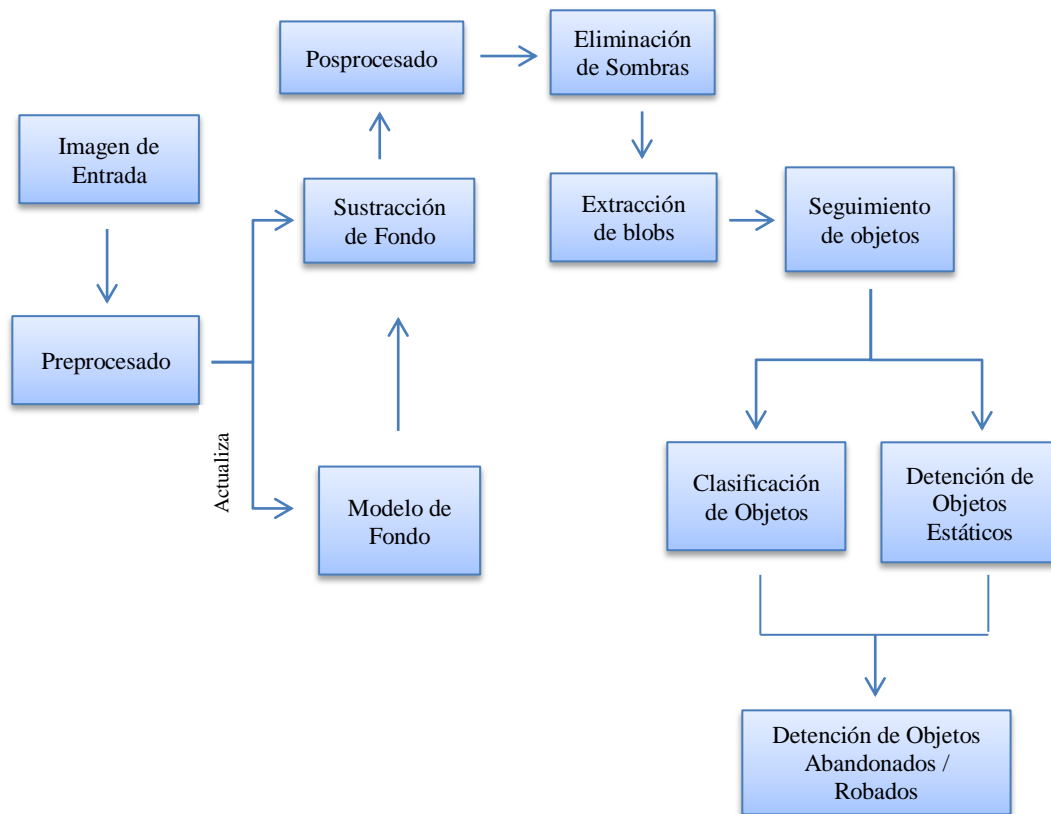 Imagen de
Entrada
Preprocesado
Actualiza
Modelo de
Fondo
Sustracción
de Fondo
Posprocesado
Eliminación
de Sombras
Extracción
de blobs
Seguimiento
de objetos
Clasificación
de Objetos
Detención de
Objetos
Estáticos
Detención de Objetos
Abandonados /
Robados